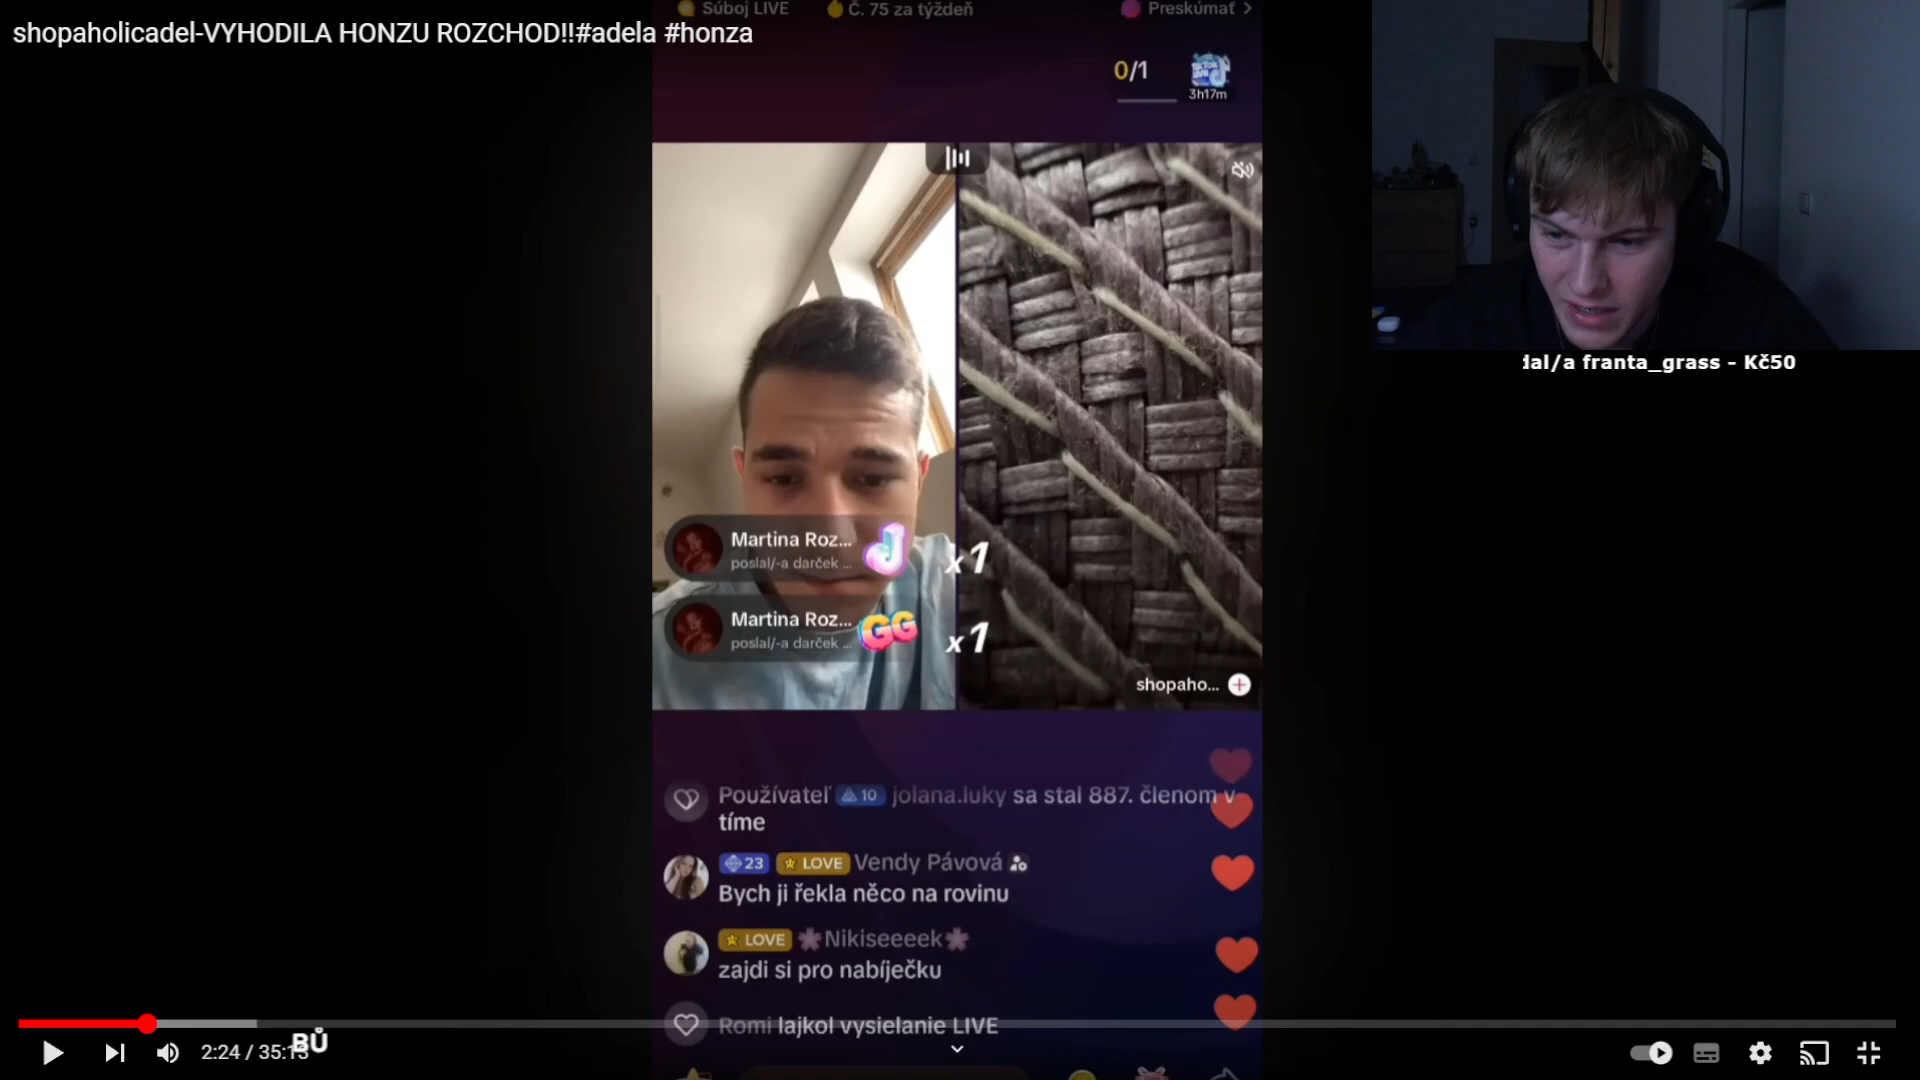 Súboj LIVE
Č. 75 za týždeň
Preskúmať
shopaholicadel-VYHODILA HONZU ROZCHOD!!#adela #honza
0/1
3h17m
dal/a franta_grass - Kč50
Martina Roz...
poslal/-a darček ...
x1
Martina Roz...
poslal/-a darček ...
GG
x1
shopaho...
Používateľ 10 jolana.luky sa stal 887. členom v
tíme
23 LOVE Vendy Pávová
Bych ji řekla něco na rovinu
LOVE Nikiseeeek
zajdi si pro nabíječku
Romi lajkol vysielanie LIVE
BŮ
2:24 / 35:13